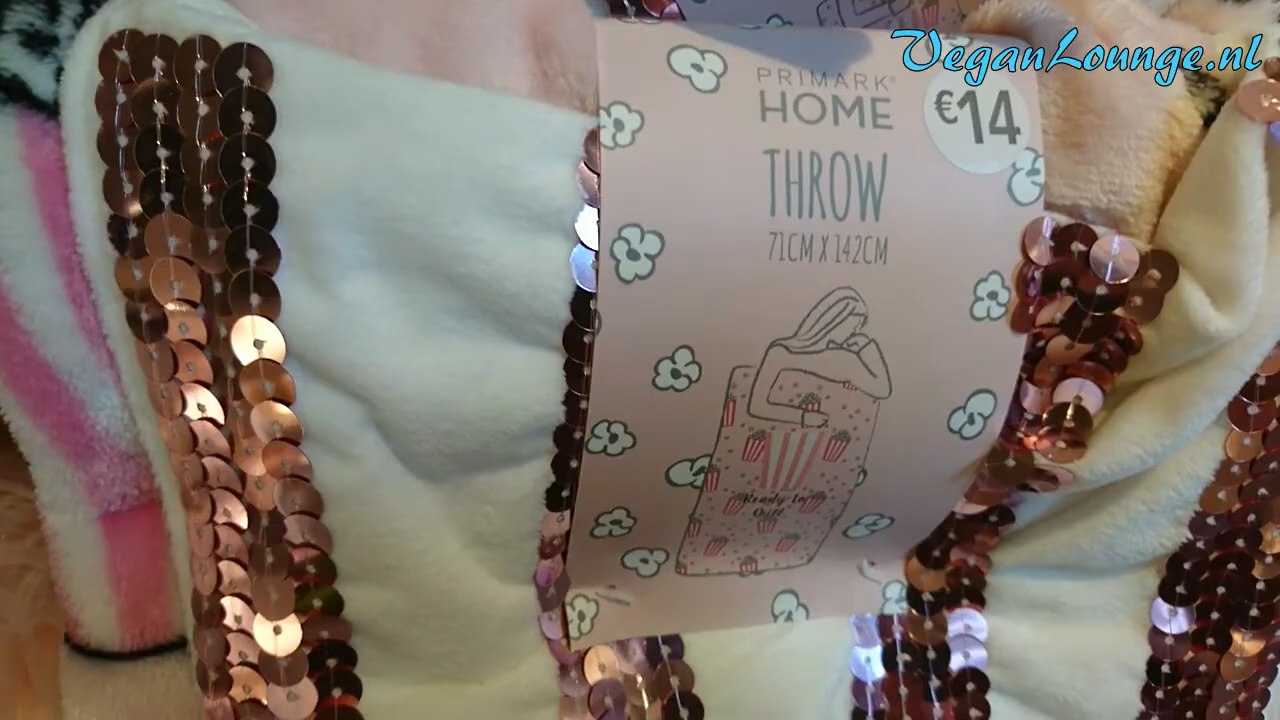 VeganLounge.nl
PRIMARK®
HOME
€14
THROW
71CM X 142CM
Ready to
Chill